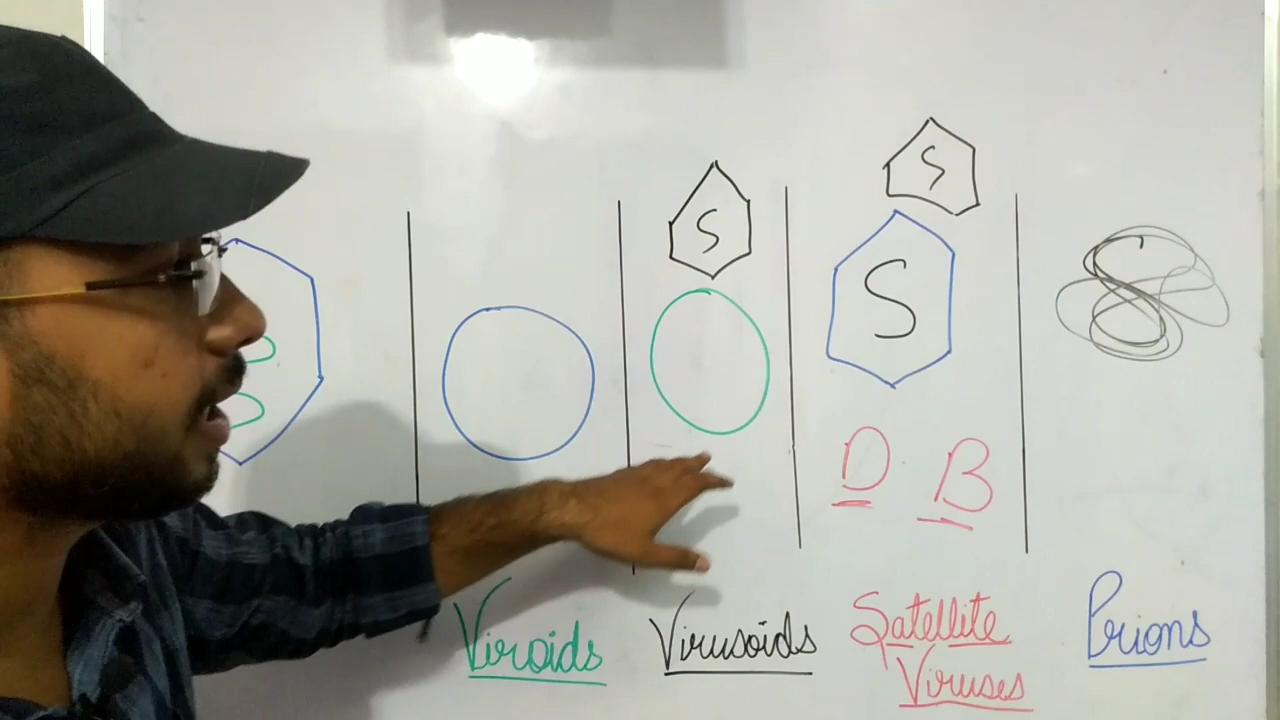 S
S
S
D B
Viroids
Virusoids
Satellite
Viruses
Prions